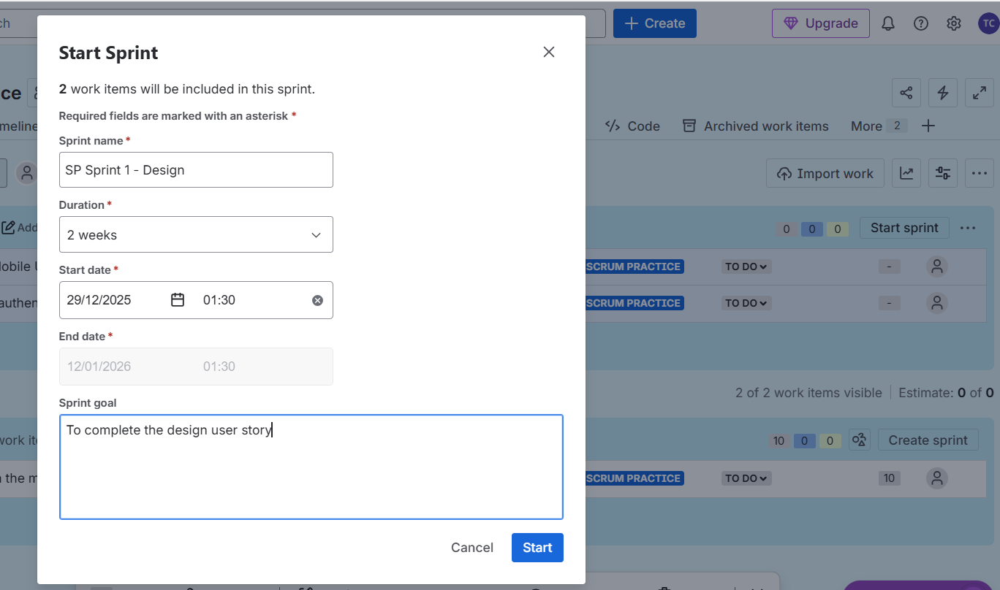 ch
Create
Upgrade
TC
Start Sprint
2 work items will be included in this sprint.
Required fields are marked with an asterisk *
Sprint name *
SP Sprint 1 - Design
Duration *
2 weeks
Start date *
29/12/2025 01:30
End date *
12/01/2026 01:30
Sprint goal
To complete the design user story
Cancel Start
ce
meline
Code Archived work items More 2
Import work
Add
0 0 0 Start sprint
obile U
SCRUM PRACTICE TO DO -
authen
SCRUM PRACTICE TO DO -
2 of 2 work items visible Estimate: 0 of 0
work ite
10 0 0 Create sprint
n the m
SCRUM PRACTICE TO DO 10